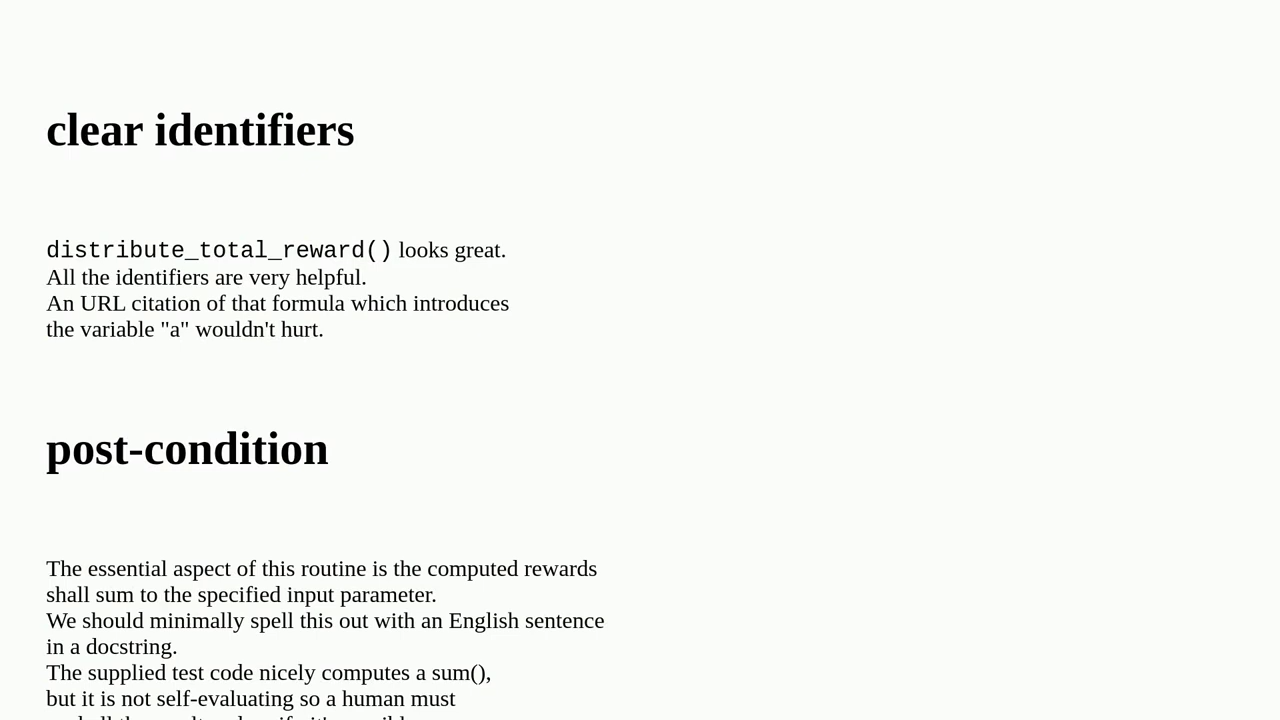 clear identifiers
distribute_total_reward() looks great.
All the identifiers are very helpful.
An URL citation of that formula which introduces
the variable "a" wouldn't hurt.
post-condition
The essential aspect of this routine is the computed rewards
shall sum to the specified input parameter.
We should minimally spell this out with an English sentence
in a docstring.
The supplied test code nicely computes a sum(),
but it is not self-evaluating so a human must